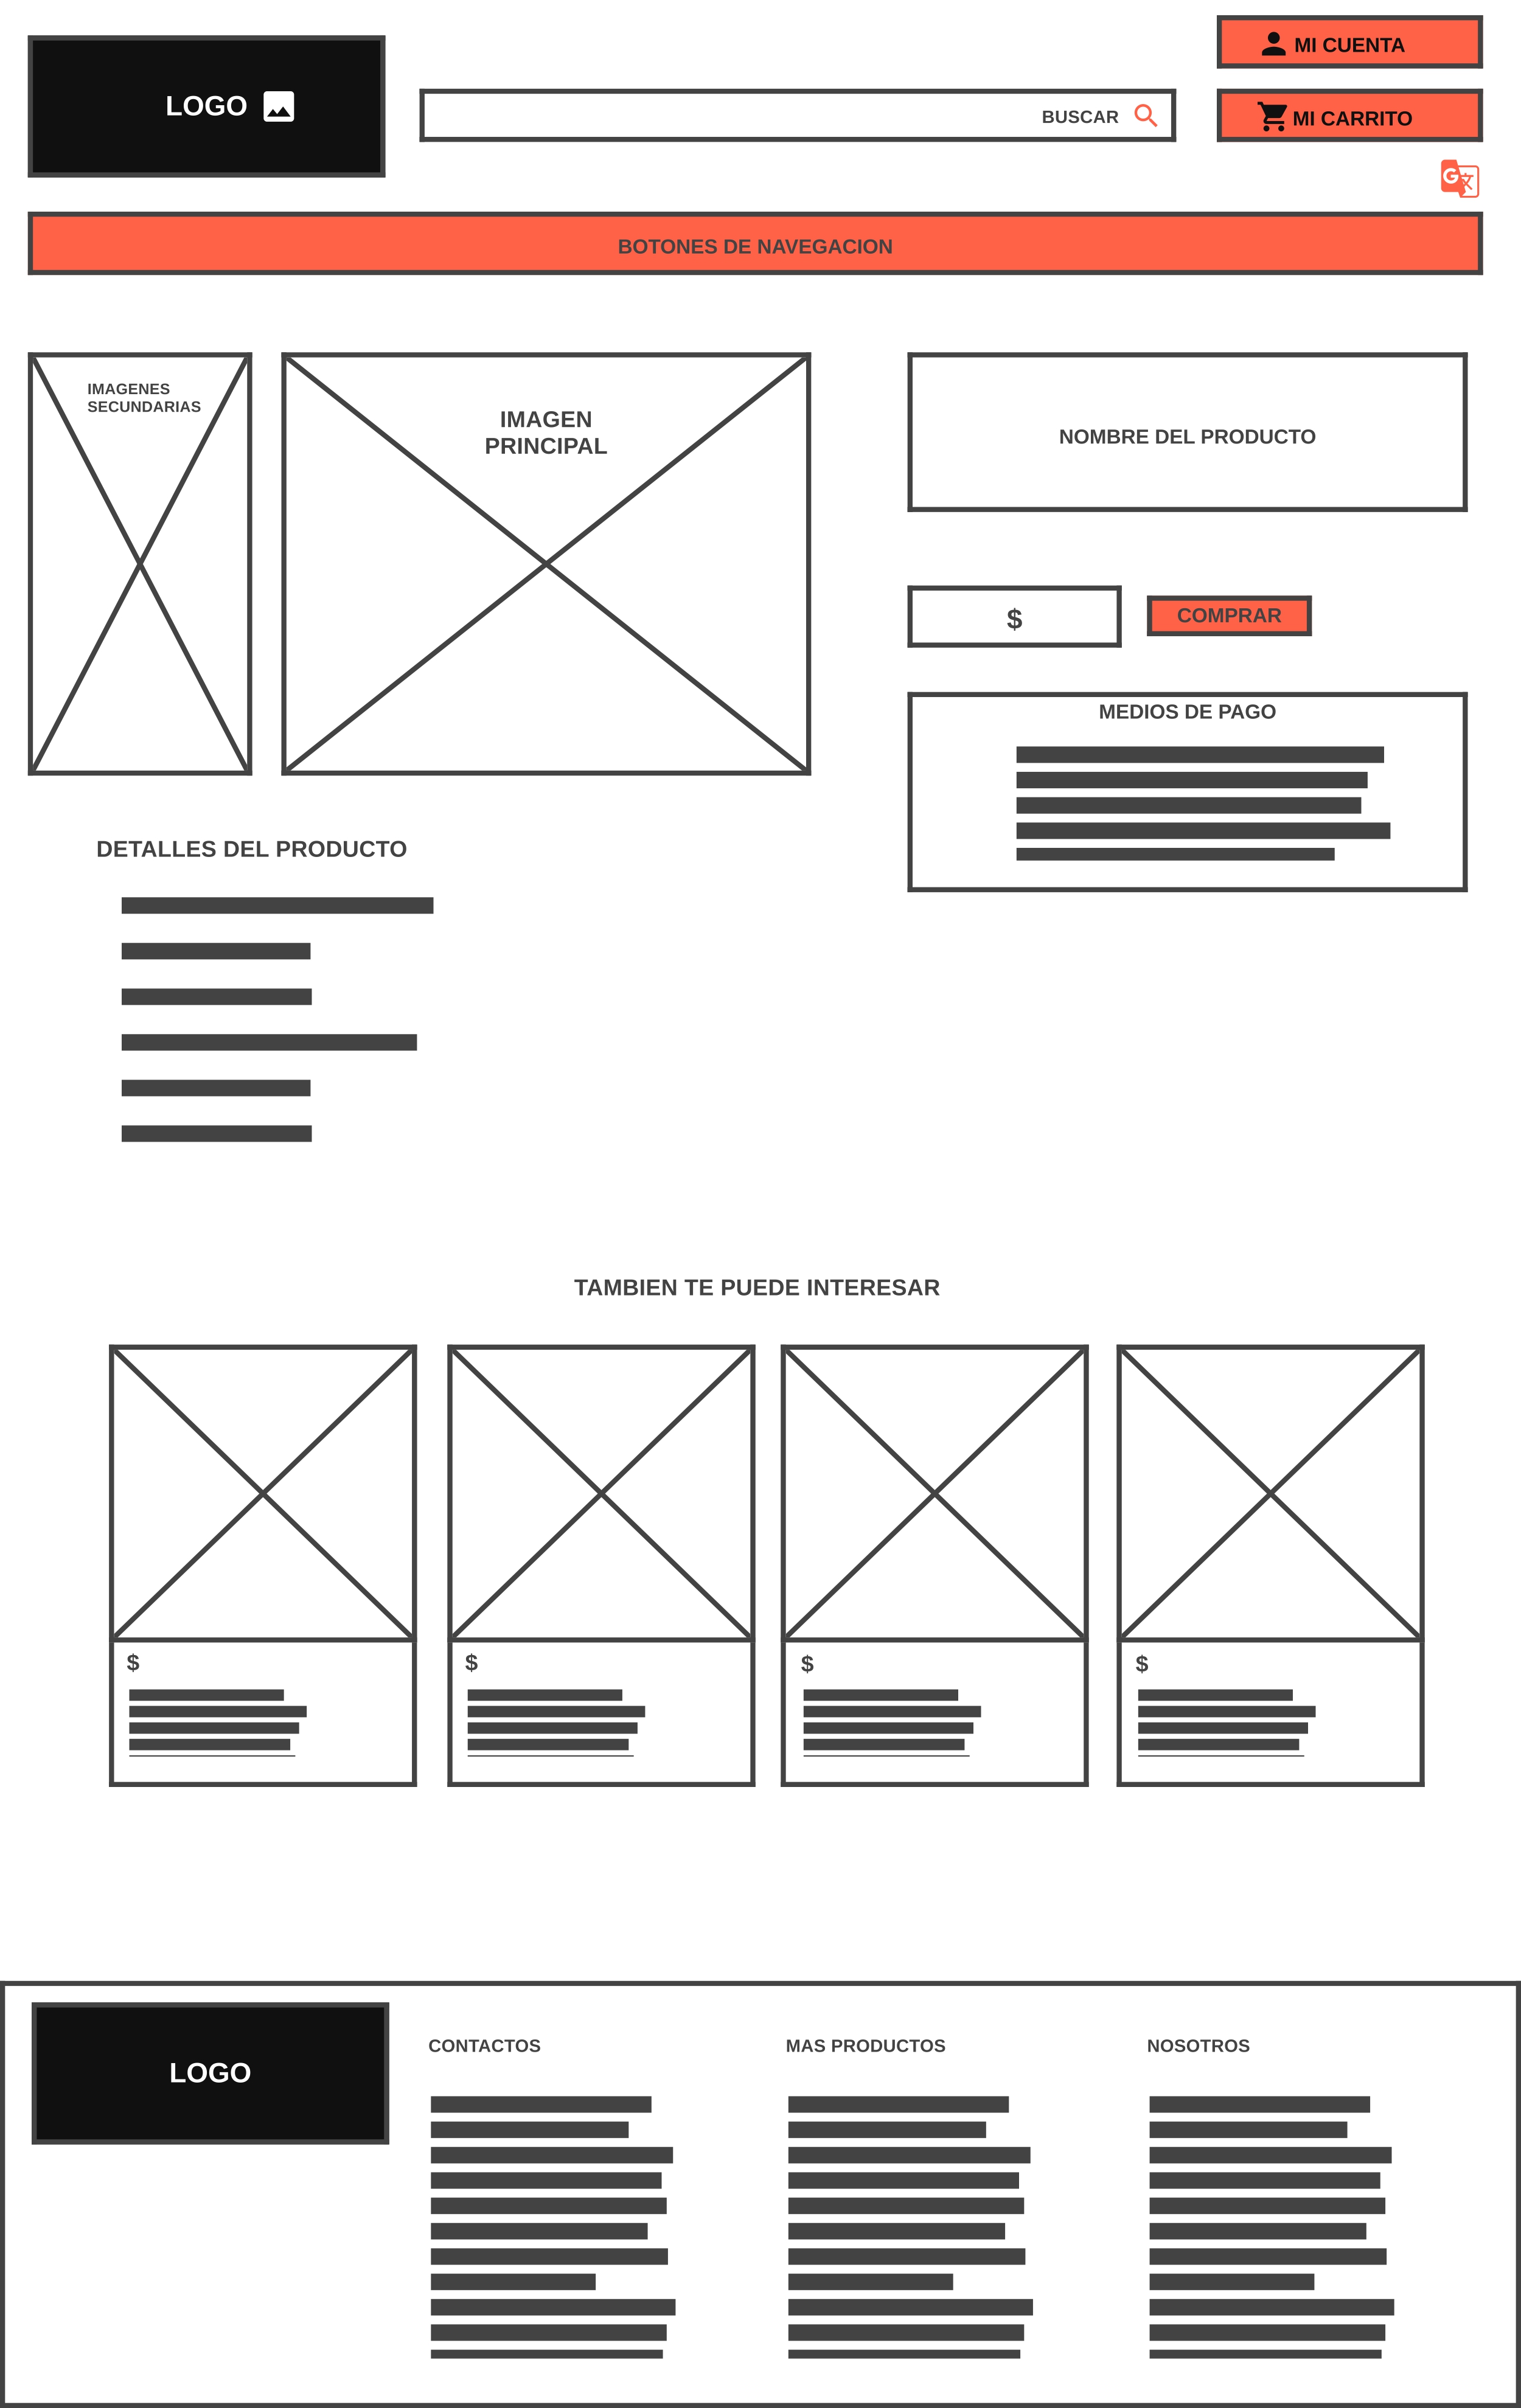 MI CUENTA
LOGO
BUSCAR
MI CARRITO
BOTONES DE NAVEGACION
IMAGENES
SECUNDARIAS
IMAGEN
PRINCIPAL
NOMBRE DEL PRODUCTO
$
COMPRAR
MEDIOS DE PAGO
DETALLES DEL PRODUCTO
TAMBIEN TE PUEDE INTERESAR
$
$
$
$
LOGO
CONTACTOS
MAS PRODUCTOS
NOSOTROS